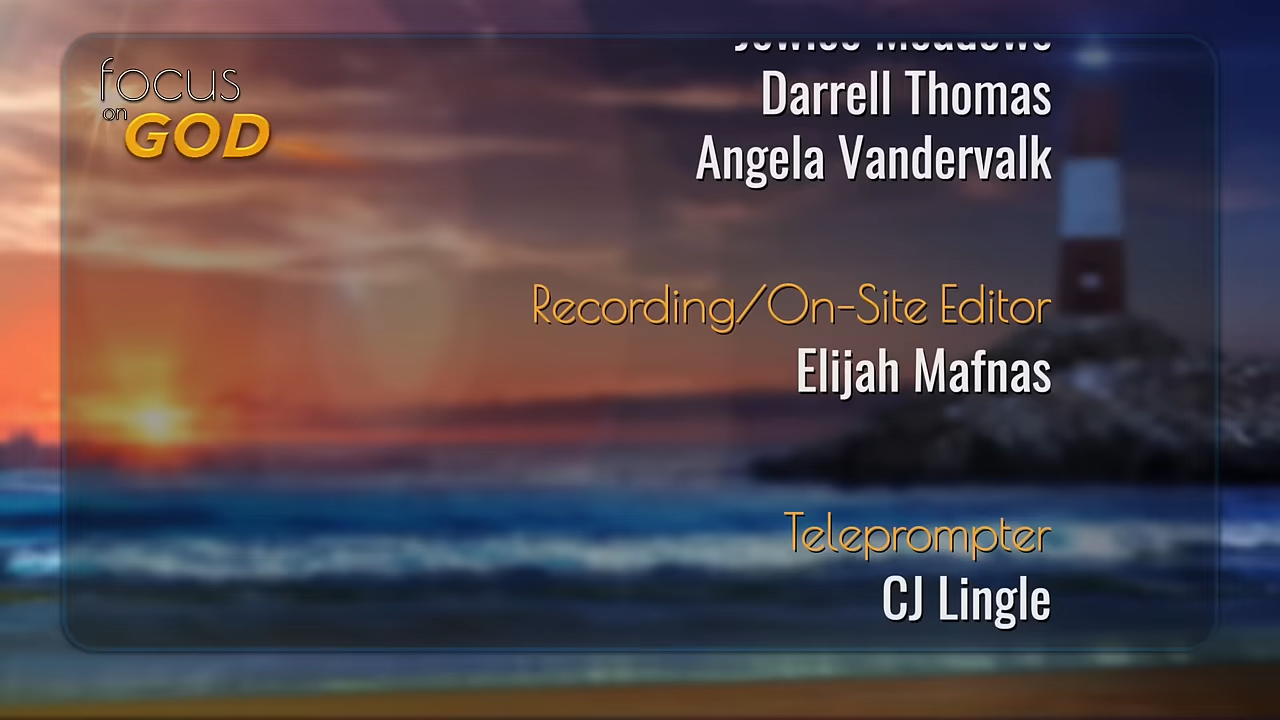 focus
on
GOD
Darrell Thomas
Angela Vandervalk
Recording/On-Site Editor
Elijah Mafnas
Teleprompter
CJ Lingle